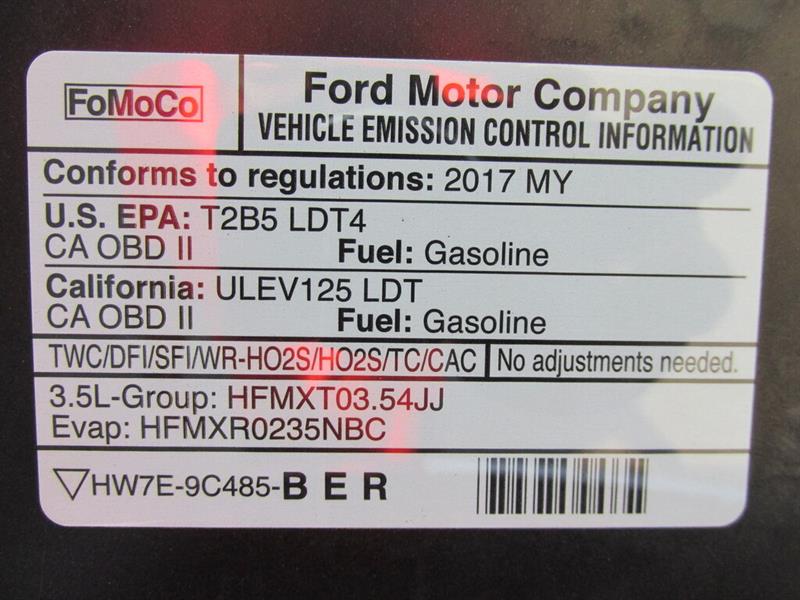 FoMoCo
Ford Motor Company
VEHICLE EMISSION CONTROL INFORMATION
Conforms to regulations: 2017 MY
U.S. EPA: T2B5 LDT4
CA OBD II Fuel: Gasoline
California: ULEV125 LDT
CA OBD II Fuel: Gasoline
TWC/DFI/SFI/WR-HO2S/HO2S/TC/CAC No adjustments needed.
3.5L-Group: HFMXT03.54JJ
Evap: HFMXR0235NBC
HW7E-9C485-B E R